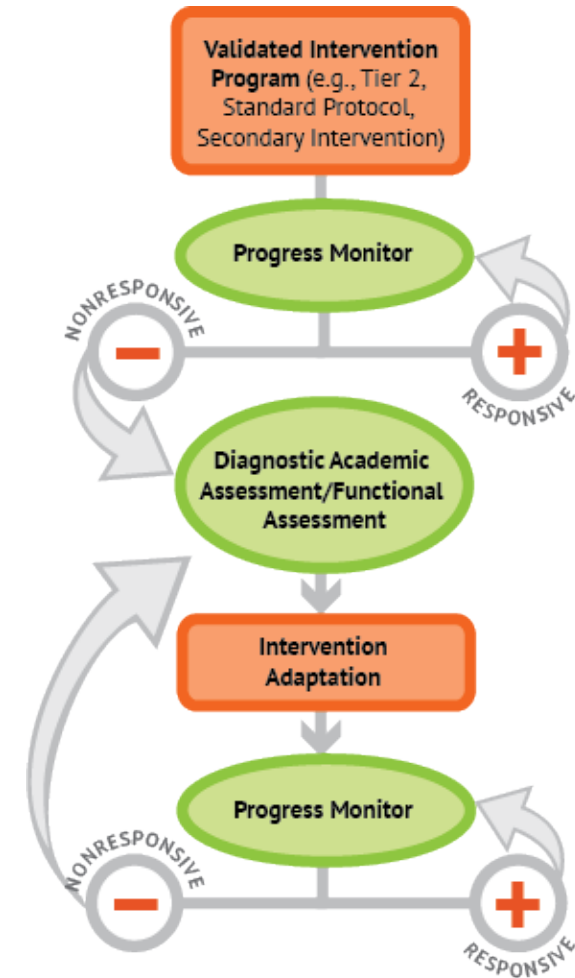 Validated Intervention
Program (e.g., Tier 2,
Standard Protocol,
Secondary Intervention)
Progress Monitor
NONRESPONSIVE
RESPONSIVE
Diagnostic Academic
Assessment/Functional
Assessment
Intervention
Adaptation
Progress Monitor
NONRESPONSIVE
RESPONSIVE